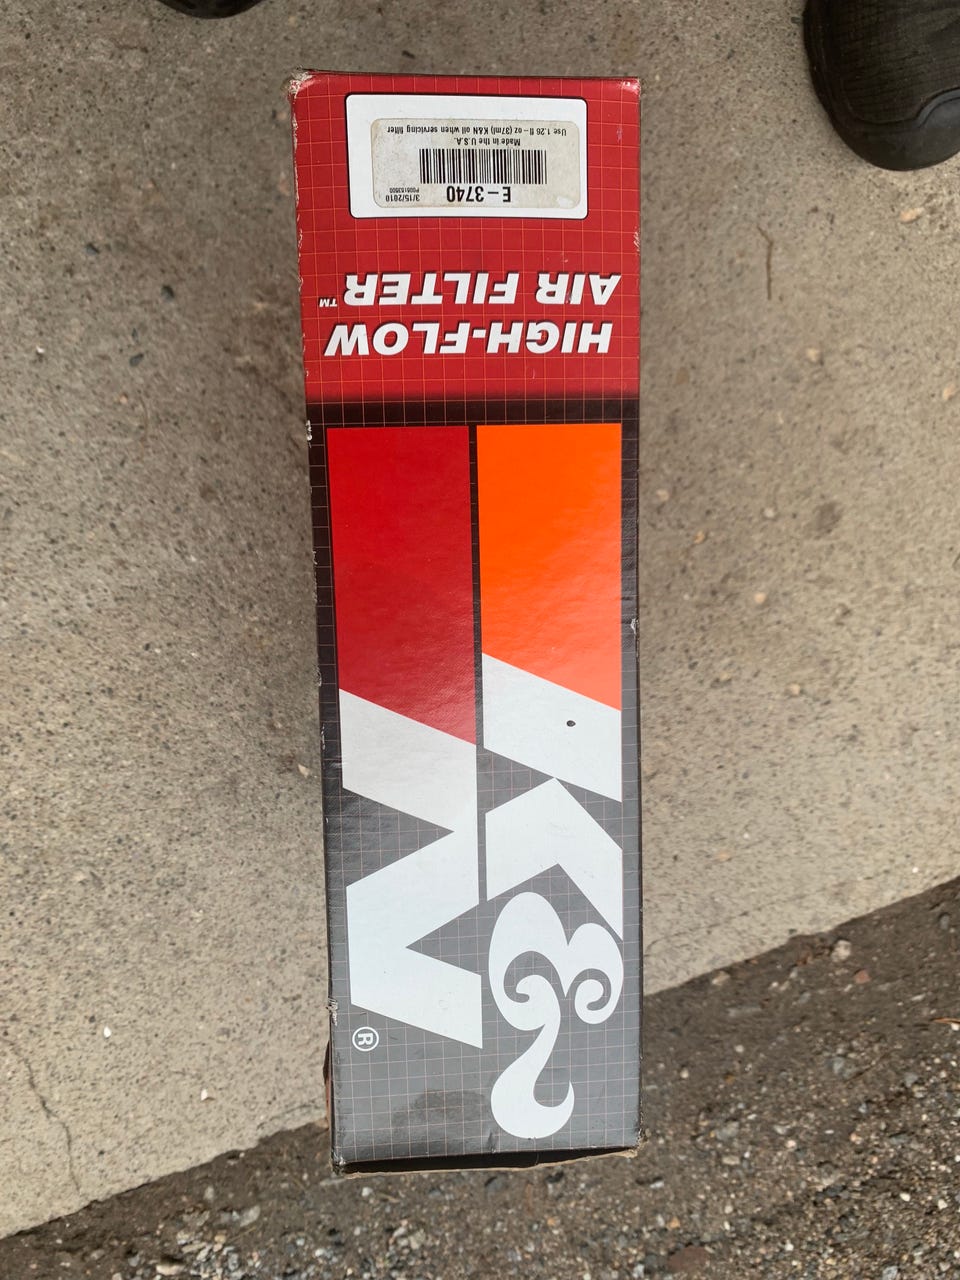 K&N®
HIGH-FLOW
AIR FILTER™
E-3740
3/15/2010
P005153500
Made in the U.S.A.
Use 1.26 fl-oz (37ml) K&N oil when servicing filter